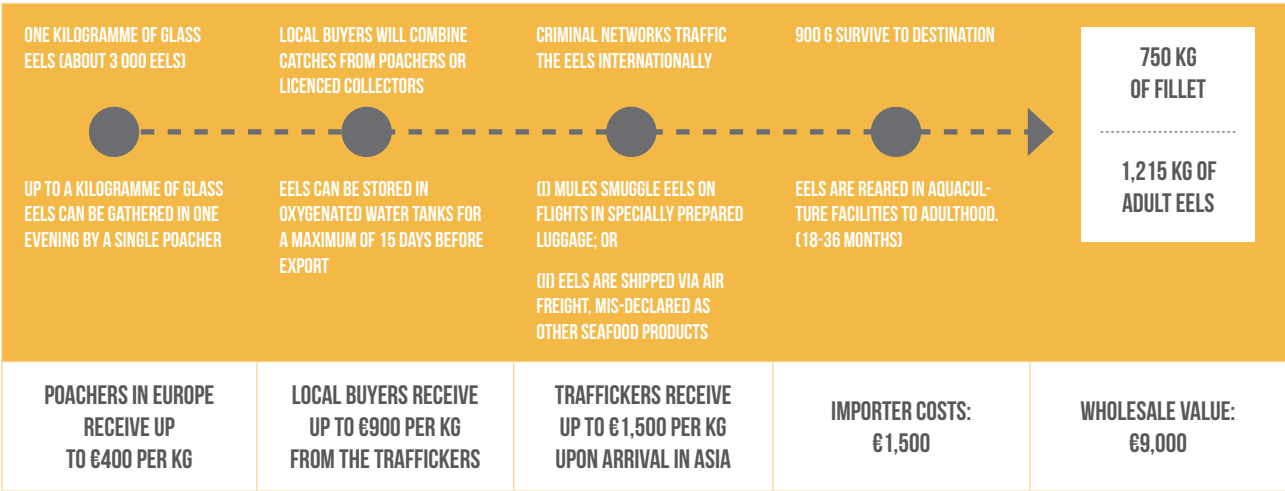 ONE KILOGRAMME OF GLASS
EELS (ABOUT 3 000 EELS)
UP TO A KILOGRAMME OF GLASS
EELS CAN BE GATHERED IN ONE
EVENING BY A SINGLE POACHER
LOCAL BUYERS WILL COMBINE
CATCHES FROM POACHERS OR
LICENCED COLLECTORS
EELS CAN BE STORED IN
OXYGENATED WATER TANKS FOR
A MAXIMUM OF 15 DAYS BEFORE
EXPORT
CRIMINAL NETWORKS TRAFFIC
THE EELS INTERNATIONALLY
(I) MULES SMUGGLE EELS ON
FLIGHTS IN SPECIALLY PREPARED
LUGGAGE; OR
(II) EELS ARE SHIPPED VIA AIR
FREIGHT, MIS-DECLARED AS
OTHER SEAFOOD PRODUCTS
900 G SURVIVE TO DESTINATION
EELS ARE REARED IN AQUACUL-
TURE FACILITIES TO ADULTHOOD.
(18-36 MONTHS)
750 KG
OF FILLET
1,215 KG OF
ADULT EELS
POACHERS IN EUROPE
RECEIVE UP
TO €400 PER KG
LOCAL BUYERS RECEIVE
UP TO €900 PER KG
FROM THE TRAFFICKERS
TRAFFICKERS RECEIVE
UP TO €1,500 PER KG
UPON ARRIVAL IN ASIA
IMPORTER COSTS:
€1,500
WHOLESALE VALUE:
€9,000